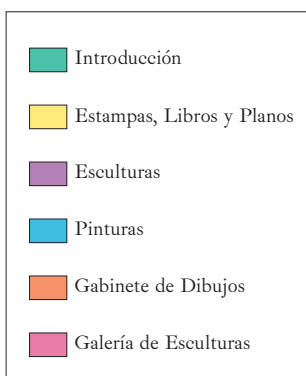 Introducción
Estampas, Libros y Planos
Esculturas
Pinturas
Gabinete de Dibujos
Galería de Esculturas